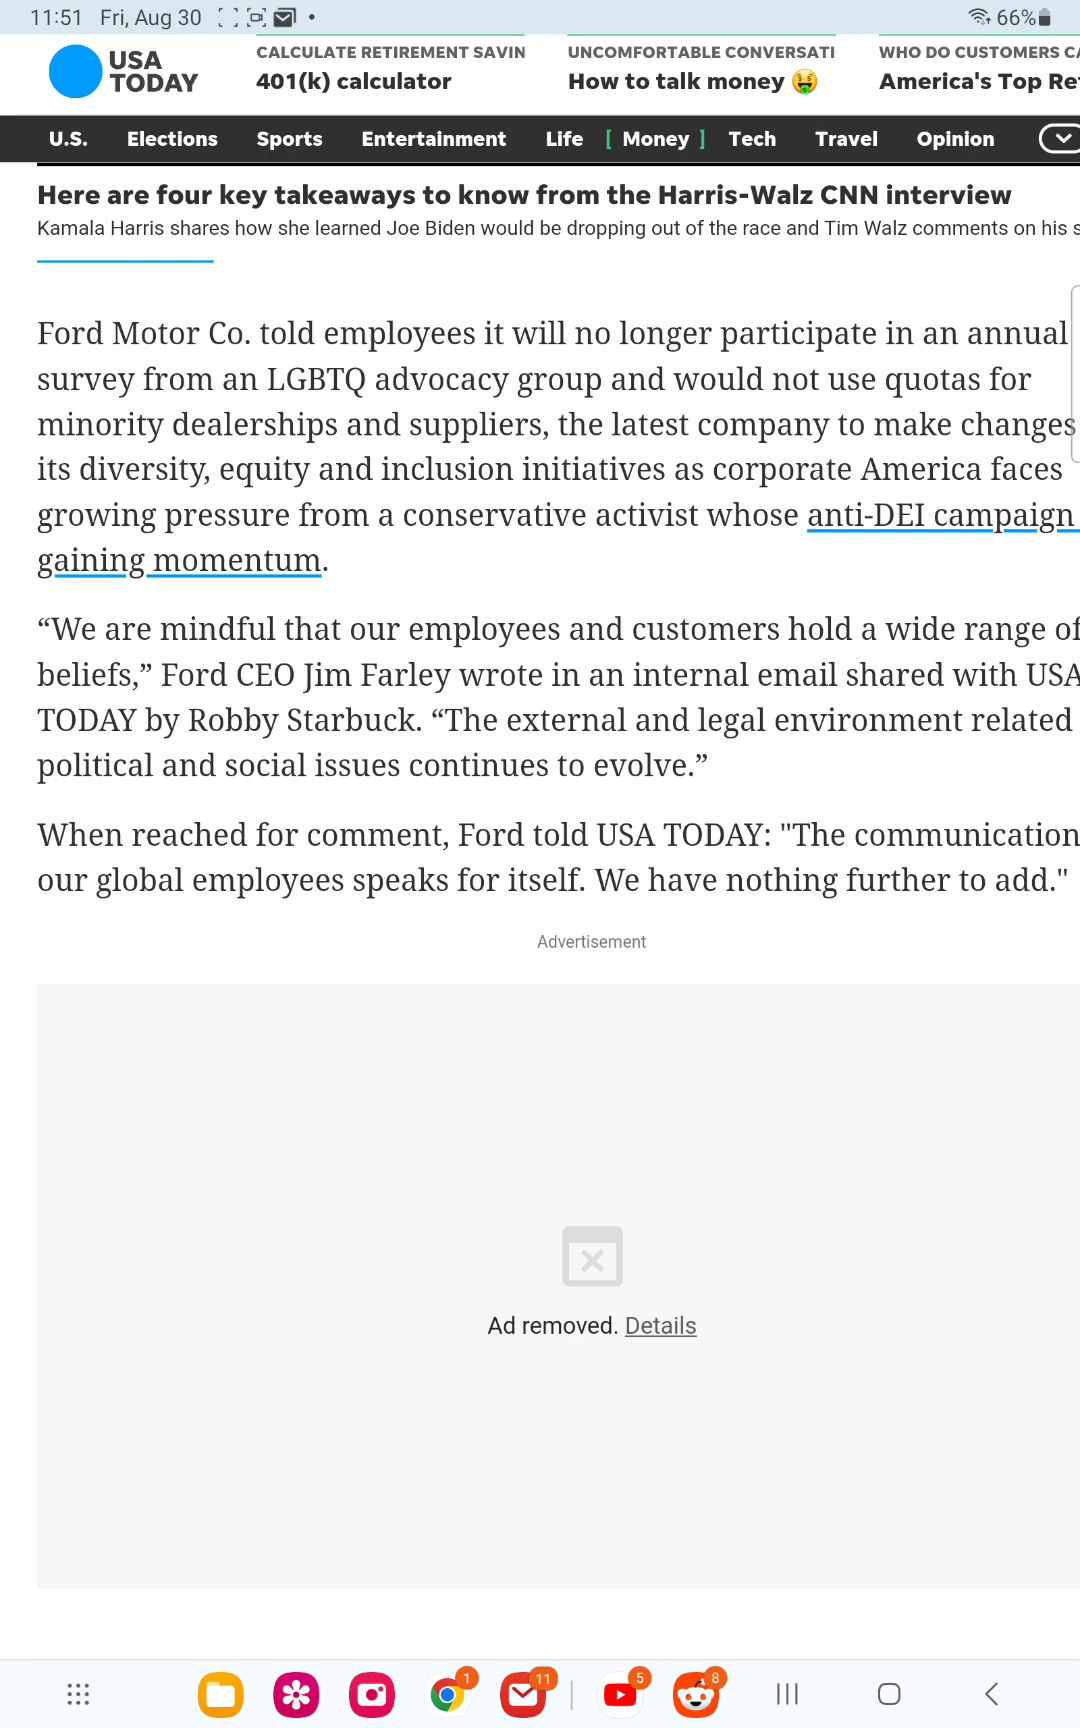 11:51 Fri, Aug 30 66%
USA TODAY
CALCULATE RETIREMENT SAVIN
401(k) calculator
UNCOMFORTABLE CONVERSATI
How to talk money 🤑
WHO DO CUSTOMERS CA
America's Top Re
U.S. Elections Sports Entertainment Life [ Money ] Tech Travel Opinion
Here are four key takeaways to know from the Harris-Walz CNN interview
Kamala Harris shares how she learned Joe Biden would be dropping out of the race and Tim Walz comments on his s
Ford Motor Co. told employees it will no longer participate in an annual
survey from an LGBTQ advocacy group and would not use quotas for
minority dealerships and suppliers, the latest company to make changes
its diversity, equity and inclusion initiatives as corporate America faces
growing pressure from a conservative activist whose anti-DEI campaign
gaining momentum.
“We are mindful that our employees and customers hold a wide range of
beliefs,” Ford CEO Jim Farley wrote in an internal email shared with USA
TODAY by Robby Starbuck. “The external and legal environment related
political and social issues continues to evolve.”
When reached for comment, Ford told USA TODAY: "The communication
our global employees speaks for itself. We have nothing further to add."
Advertisement
Ad removed. Details
1 11 5 8